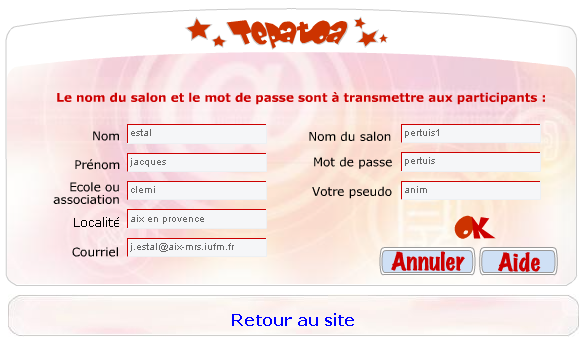 Tepatoa
Le nom du salon et le mot de passe sont à transmettre aux participants :
Nom estal
Prénom jacques
Ecole ou association clemi
Localité aix en provence
Courriel j.estal@aix-mrs.iufm.fr
Nom du salon pertuis1
Mot de passe pertuis
Votre pseudo anim
OK
Annuler Aide
Retour au site